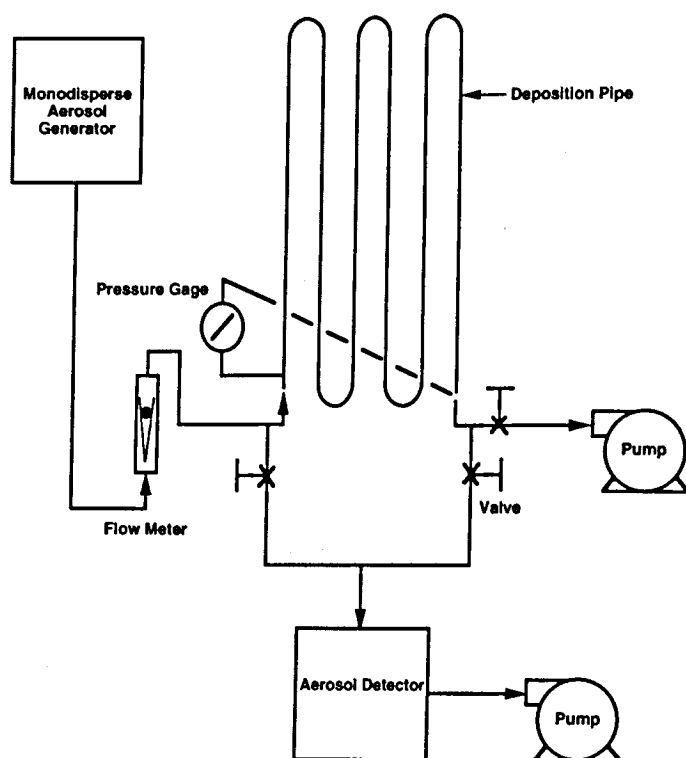 Monodisperse
Aerosol
Generator
Deposition Pipe
Pressure Gage
Pump
Valve
Flow Meter
Aerosol Detector
Pump